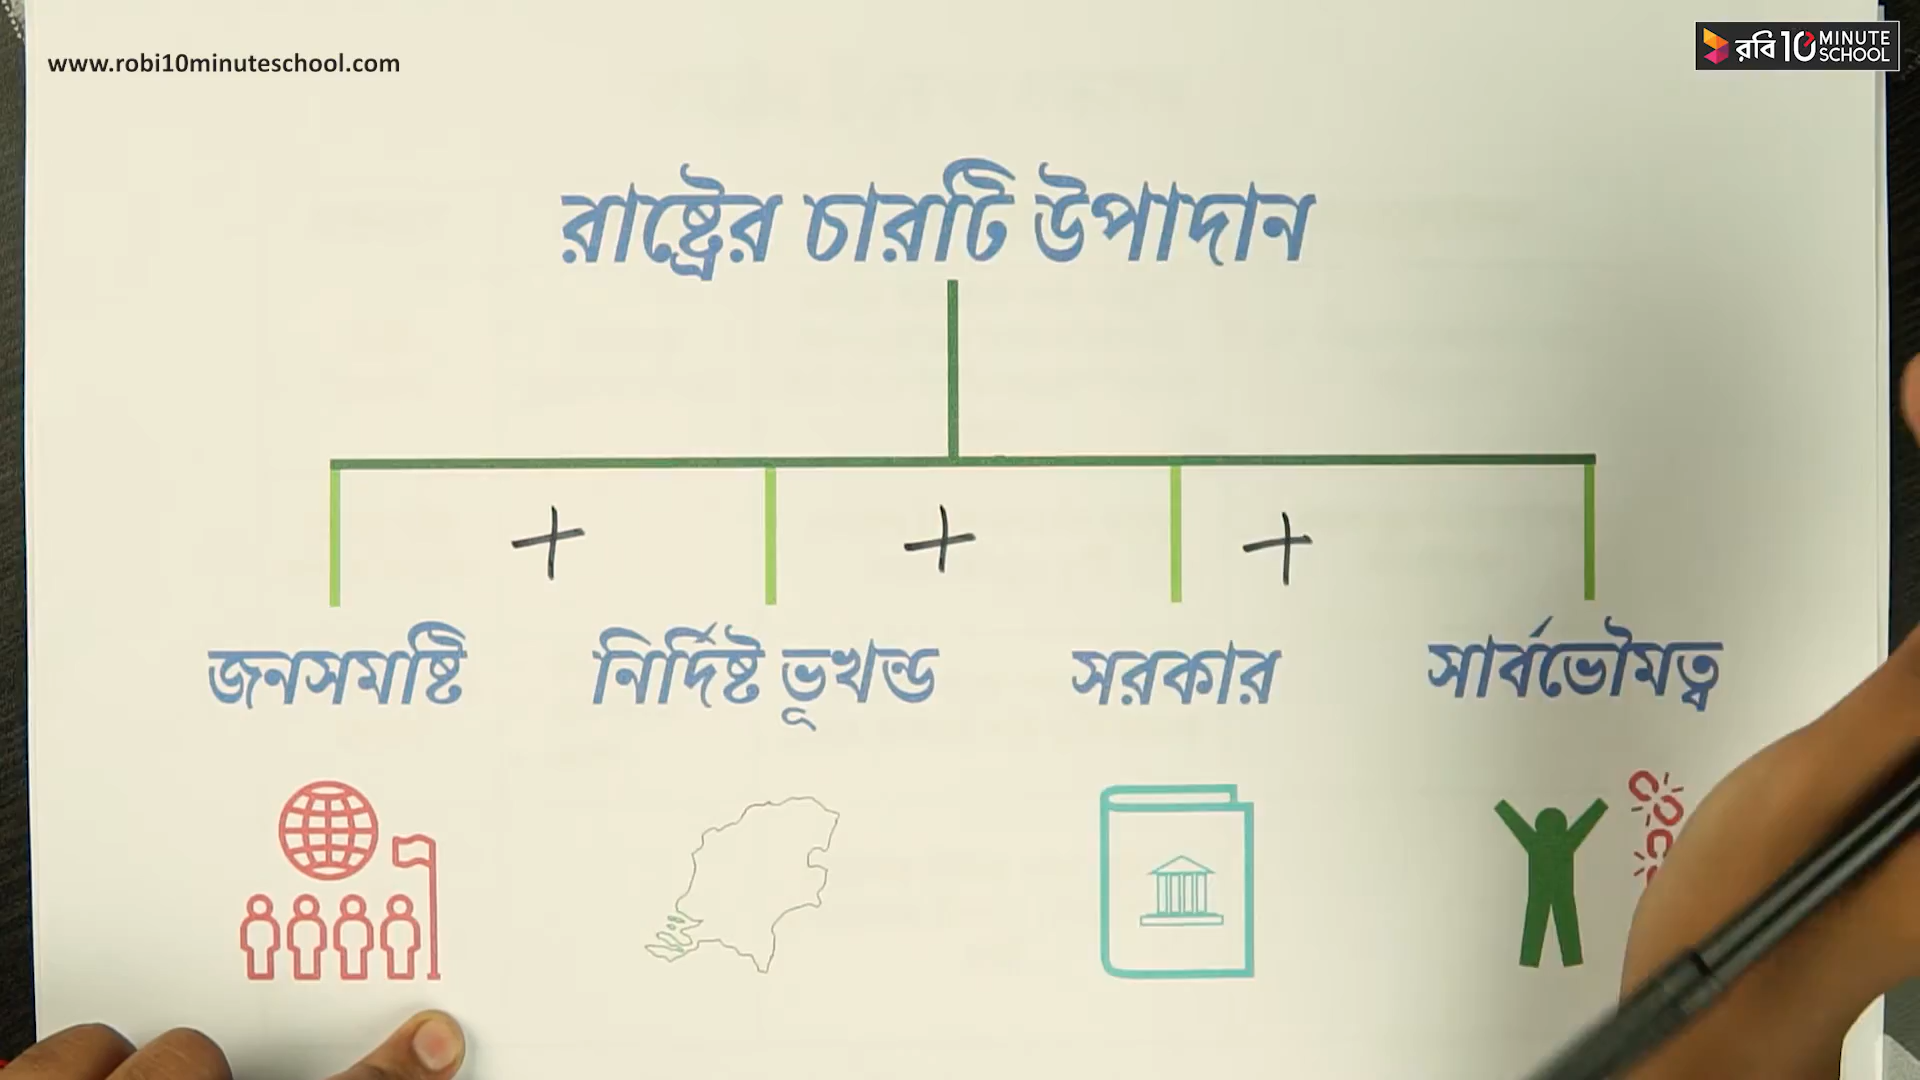 www.robi10minuteschool.com
রবি 10 MINUTE SCHOOL
রাষ্ট্রের চারটি উপাদান
+ + +
জনসমষ্টি নির্দিষ্ট ভূখন্ড সরকার সার্বভৌমত্ব